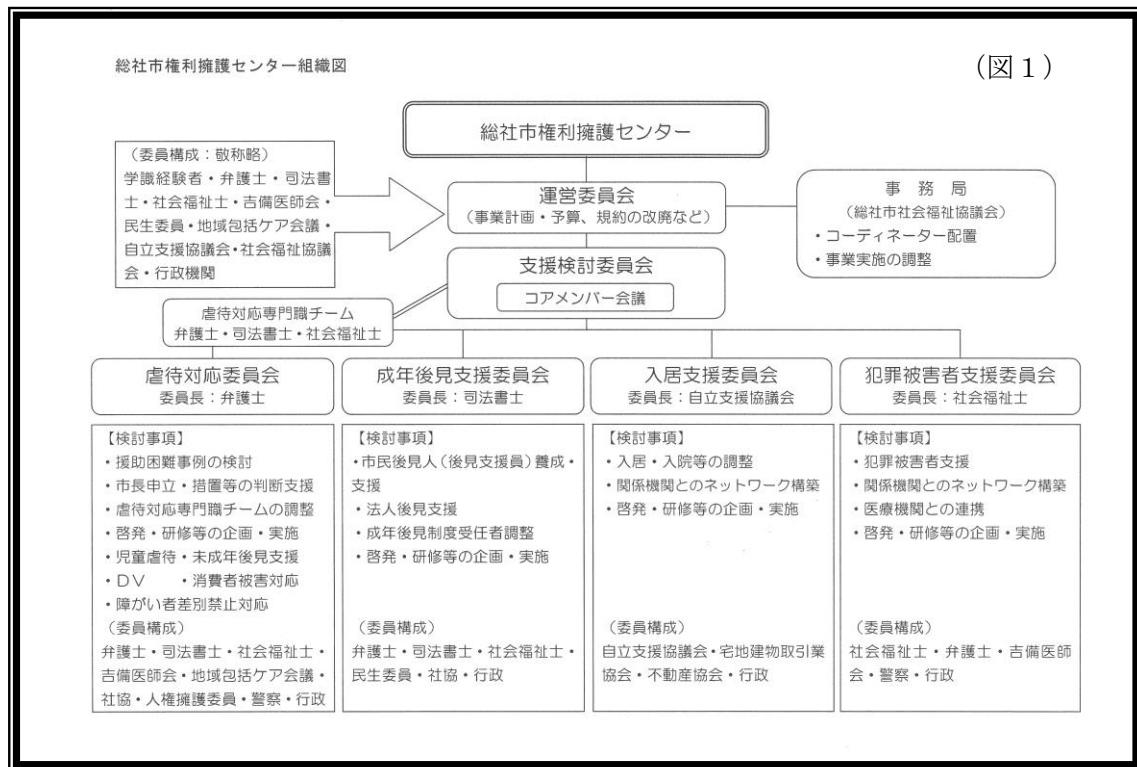 総社市権利擁護センター組織図
（図１）
総社市権利擁護センター
（委員構成：敬称略）
学識経験者・弁護士・司法書
士・社会福祉士・吉備医師会・
民生委員・地域包括ケア会議・
自立支援協議会・社会福祉協議
会・行政機関
運営委員会
（事業計画・予算、規約の改廃など）
事　務　局
（総社市社会福祉協議会）
・コーディネーター配置
・事業実施の調整
支援検討委員会
コアメンバー会議
虐待対応専門職チーム
弁護士・司法書士・社会福祉士
虐待対応委員会
委員長：弁護士
【検討事項】
・援助困難事例の検討
・市長申立・措置等の判断支援
・虐待対応専門職チームの調整
・啓発・研修等の企画・実施
・児童虐待・未成年後見支援
・ＤＶ　　・消費者被害対応
・障がい者差別禁止対応
（委員構成）
弁護士・司法書士・社会福祉士・
吉備医師会・地域包括ケア会議・
社協・人権擁護委員・警察・行政
成年後見支援委員会
委員長：司法書士
【検討事項】
・市民後見人（後見支援員）養成・
支援
・法人後見支援
・成年後見制度受任者調整
・啓発・研修等の企画・実施
（委員構成）
弁護士・司法書士・社会福祉士・
民生委員・社協・行政
入居支援委員会
委員長：自立支援協議会
【検討事項】
・入居・入院等の調整
・関係機関とのネットワーク構築
・啓発・研修等の企画・実施
（委員構成）
自立支援協議会・宅地建物取引業
協会・不動産協会・行政
犯罪被害者支援委員会
委員長：社会福祉士
【検討事項】
・犯罪被害者支援
・関係機関とのネットワーク構築
・医療機関との連携
・啓発・研修等の企画・実施
（委員構成）
社会福祉士・弁護士・吉備医師
会・警察・行政